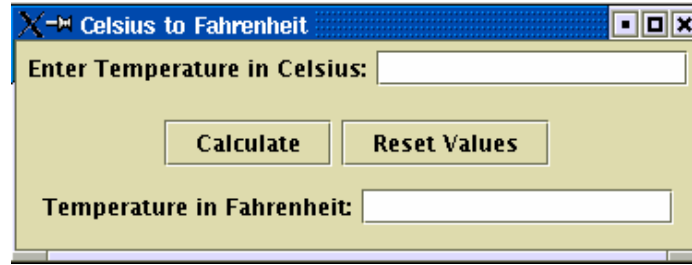 Celsius to Fahrenheit
Enter Temperature in Celsius:
Calculate Reset Values
Temperature in Fahrenheit: